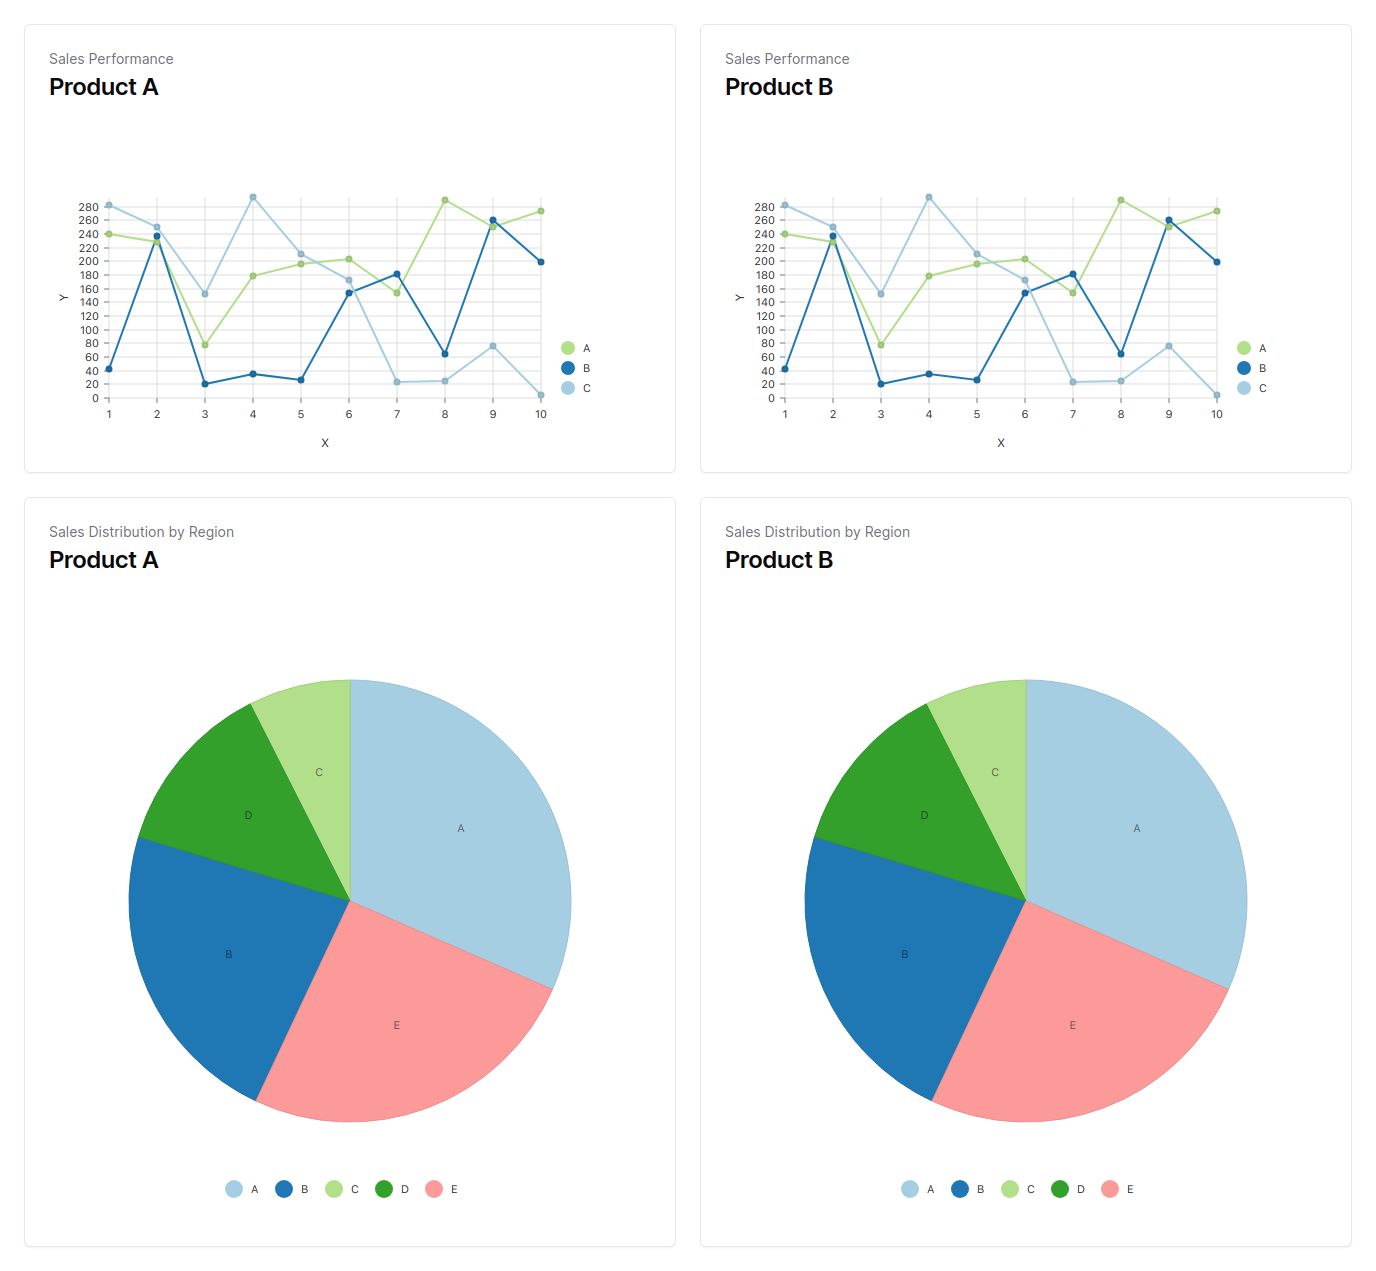 Sales Performance
Product A
280
260
240
220
200
180
160
140
120
100
80
60
40
20
0
Y
1 2 3 4 5 6 7 8 9 10
X
A
B
C
Sales Performance
Product B
280
260
240
220
200
180
160
140
120
100
80
60
40
20
0
Y
1 2 3 4 5 6 7 8 9 10
X
A
B
C
Sales Distribution by Region
Product A
C
D
A
B
E
A B C D E
Sales Distribution by Region
Product B
C
D
A
B
E
A B C D E